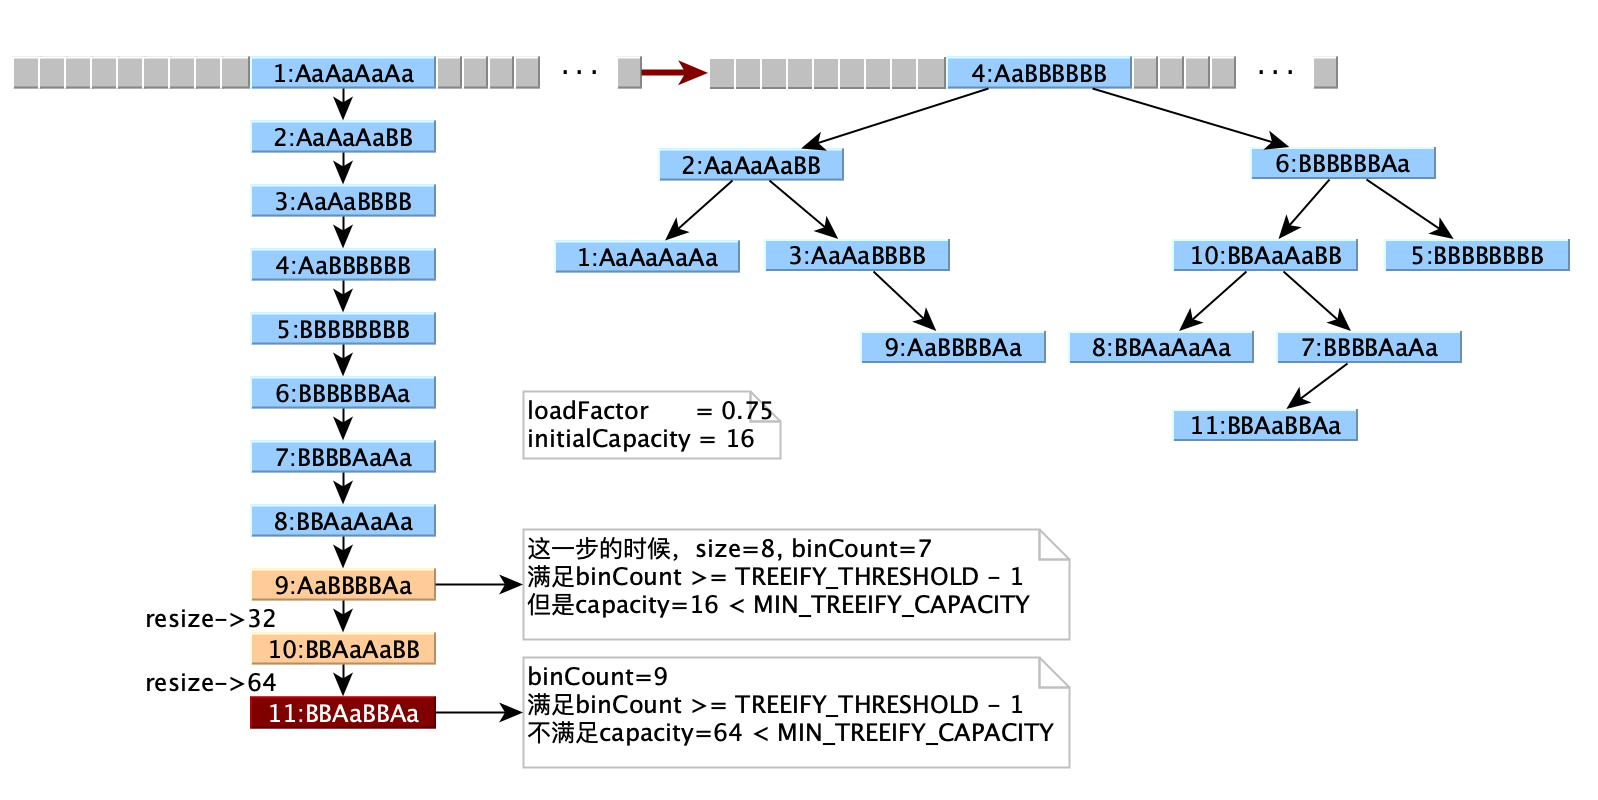 1:AaAaAaAa
· · ·
4:AaBBBBBB
· · ·
2:AaAaAaBB
2:AaAaAaBB
6:BBBBBBAa
3:AaAaBBBB
1:AaAaAaAa
3:AaAaBBBB
10:BBAaAaBB
5:BBBBBBBB
4:AaBBBBBB
5:BBBBBBBB
9:AaBBBBAa
8:BBAaAaAa
7:BBBBAaAa
6:BBBBBBAa
11:BBAaBBAa
loadFactor = 0.75
initialCapacity = 16
7:BBBBAaAa
8:BBAaAaAa
9:AaBBBBAa
这一步的时候，size=8, binCount=7
满足binCount >= TREEIFY_THRESHOLD - 1
但是capacity=16 < MIN_TREEIFY_CAPACITY
resize->32
10:BBAaAaBB
resize->64
11:BBAaBBAa
binCount=9
满足binCount >= TREEIFY_THRESHOLD - 1
不满足capacity=64 < MIN_TREEIFY_CAPACITY